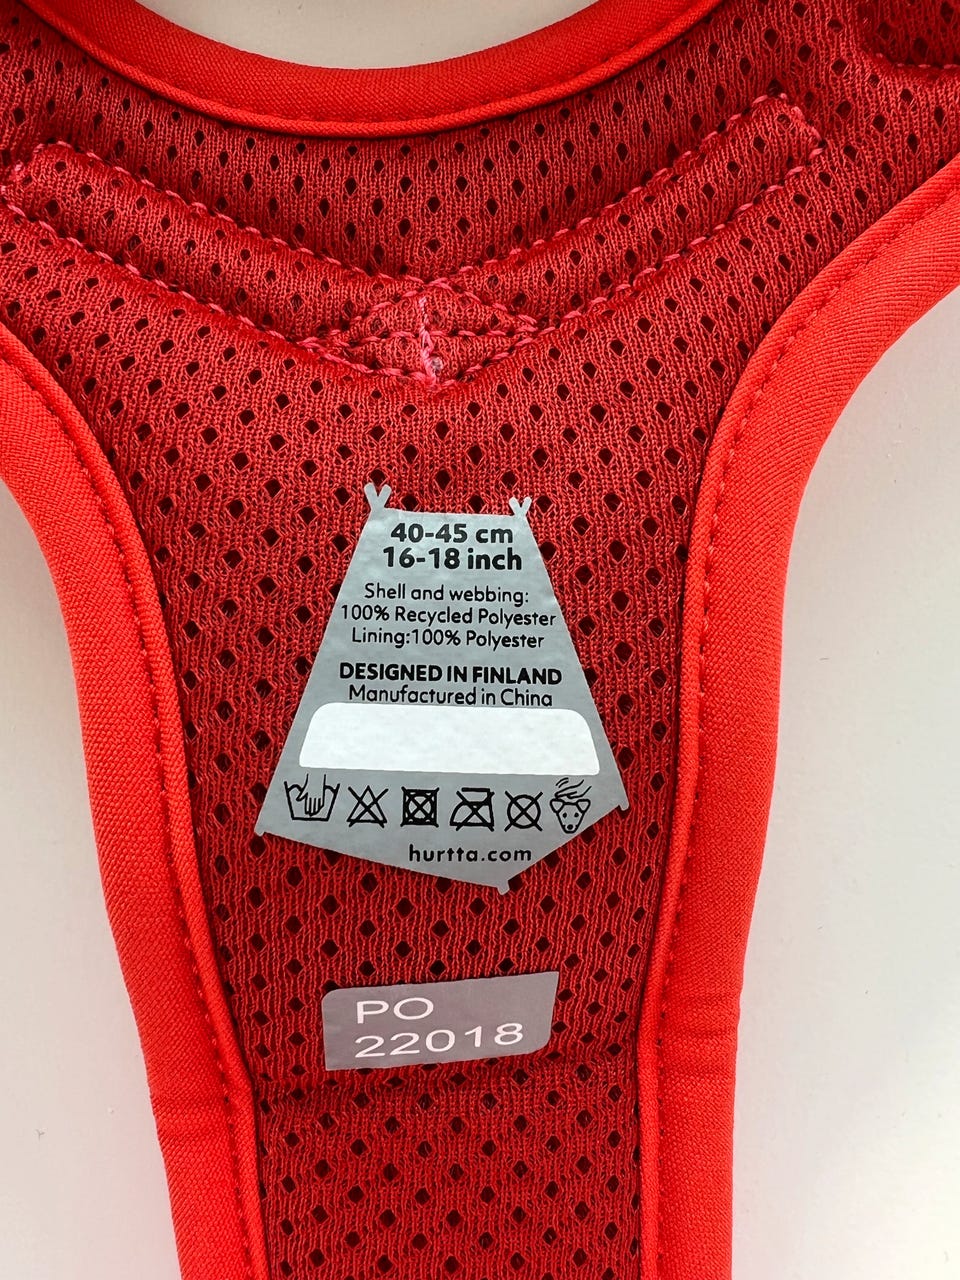 40-45 cm
16-18 inch
Shell and webbing:
100% Recycled Polyester
Lining:100% Polyester
DESIGNED IN FINLAND
Manufactured in China
hurtta.com
PO
22018